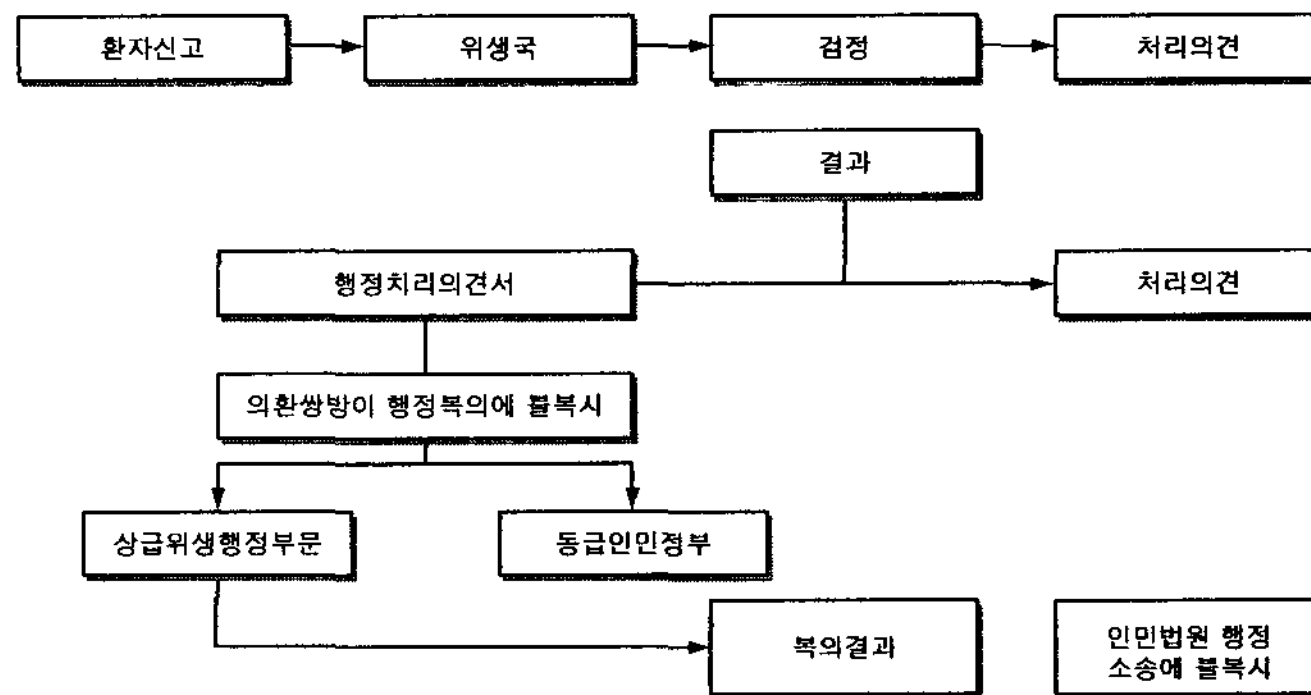 환자신고
위생국
검정
처리의견
결과
행정처리의견서
처리의견
의환쌍방이 행정복의에 불복시
상급위생행정부문
동급인민정부
복의결과
인민법원 행정
소송에 불복시